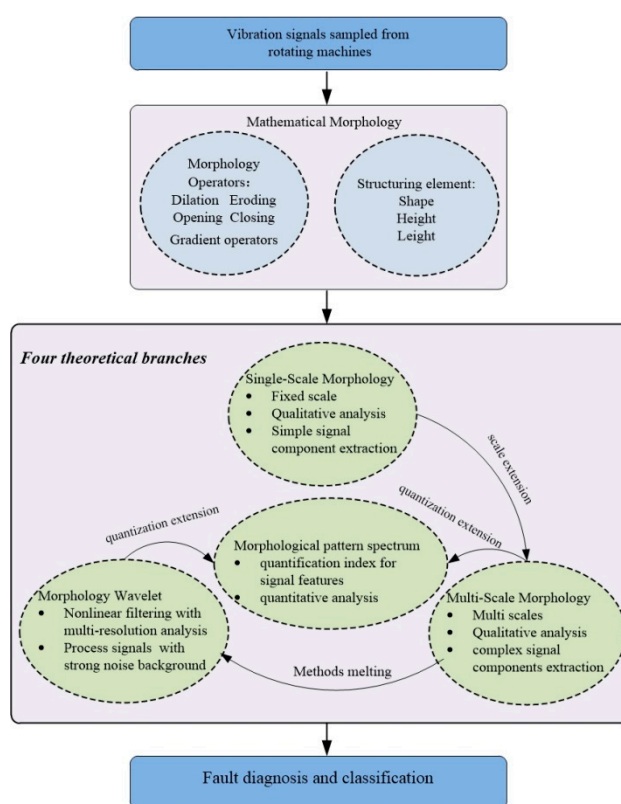 Vibration signals sampled from
rotating machines
Mathematical Morphology
Morphology
Operators:
Dilation Eroding
Opening Closing
Gradient operators
Structuring element:
Shape
Height
Leight
Four theoretical branches
Single-Scale Morphology
• Fixed scale
• Qualitative analysis
• Simple signal
component extraction
scale extension
quantization extension
quantization extension
Morphological pattern spectrum
• quantification index for
signal features
• quantitative analysis
Morphology Wavelet
• Nonlinear filtering with
multi-resolution analysis
• Process signals with
strong noise background
Multi-Scale Morphology
• Multi scales
• Qualitative analysis
• complex signal
components extraction
Methods melting
Fault diagnosis and classification